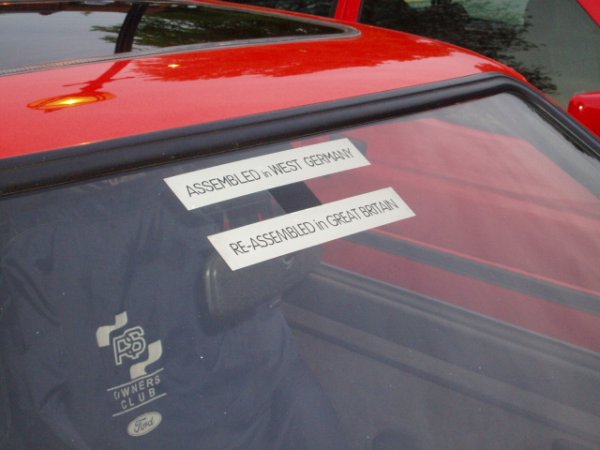 ASSEMBLED in WEST GERMANY
RE-ASSEMBLED in GREAT BRITAIN
RS
OWNERS
CLUB
Ford